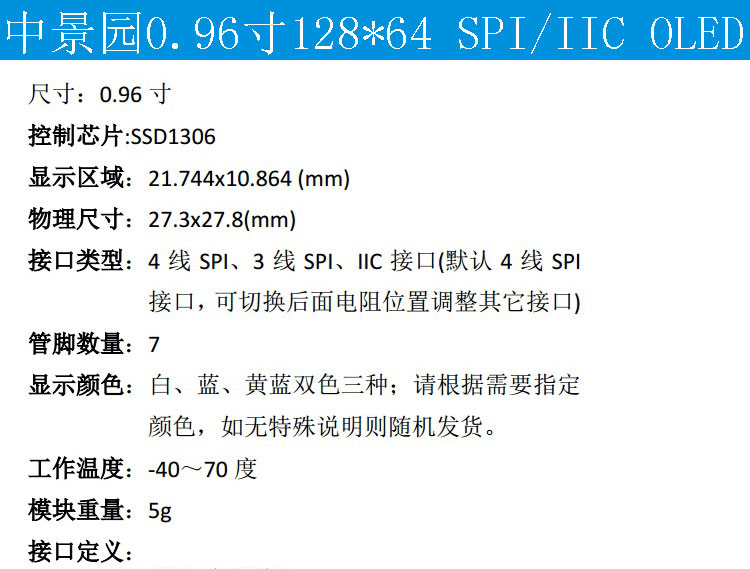 中景园0.96寸128*64 SPI/IIC OLED
尺寸：0.96 寸
控制芯片:SSD1306
显示区域：21.744x10.864 (mm)
物理尺寸：27.3x27.8(mm)
接口类型：4 线 SPI、3 线 SPI、IIC 接口(默认 4 线 SPI
接口，可切换后面电阻位置调整其它接口)
管脚数量：7
显示颜色：白、蓝、黄蓝双色三种；请根据需要指定
颜色，如无特殊说明则随机发货。
工作温度：-40～70 度
模块重量：5g
接口定义：